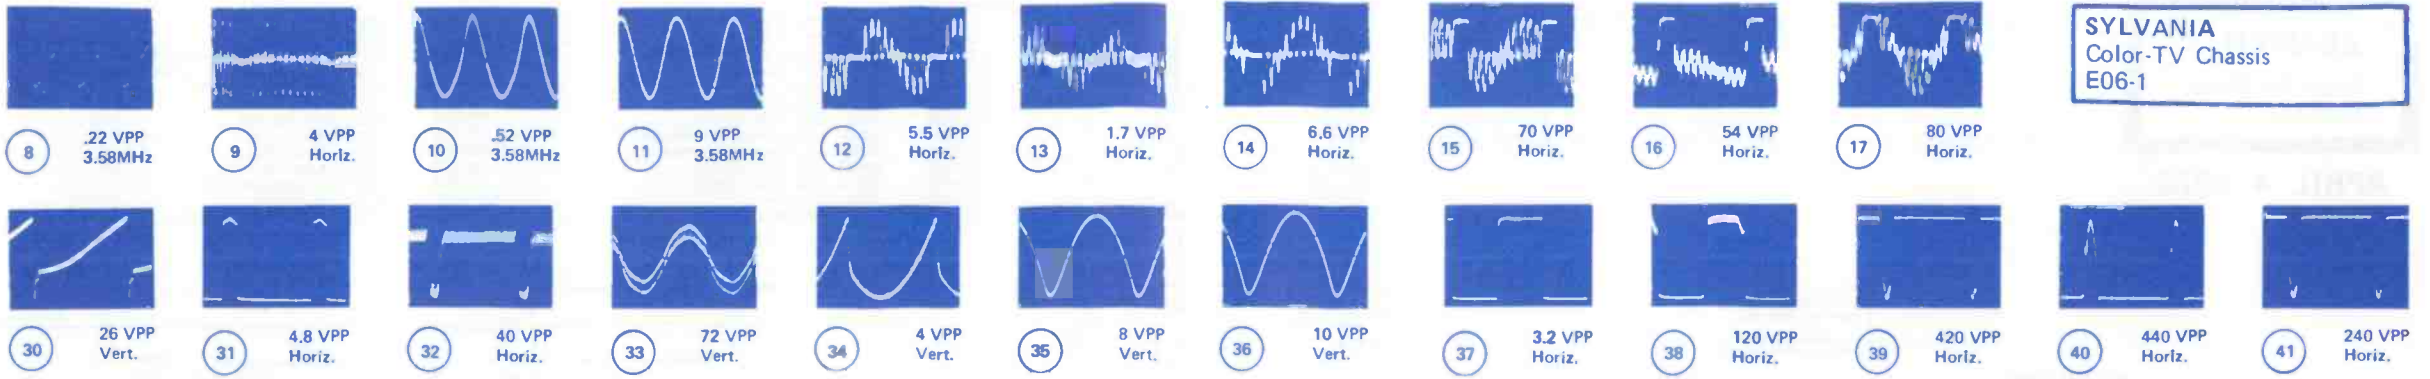 SYLVANIA
Color-TV Chassis
E06-1
8 .22 VPP
3.58MHz
9 4 VPP
Horiz.
10 .52 VPP
3.58MHz
11 9 VPP
3.58MHz
12 5.5 VPP
Horiz.
13 1.7 VPP
Horiz.
14 6.6 VPP
Horiz.
15 70 VPP
Horiz.
16 54 VPP
Horiz.
17 80 VPP
Horiz.
30 26 VPP
Vert.
31 4.8 VPP
Horiz.
32 40 VPP
Horiz.
33 72 VPP
Vert.
34 4 VPP
Vert.
35 8 VPP
Vert.
36 10 VPP
Vert.
37 3.2 VPP
Horiz.
38 120 VPP
Horiz.
39 420 VPP
Horiz.
40 440 VPP
Horiz.
41 240 VPP
Horiz.